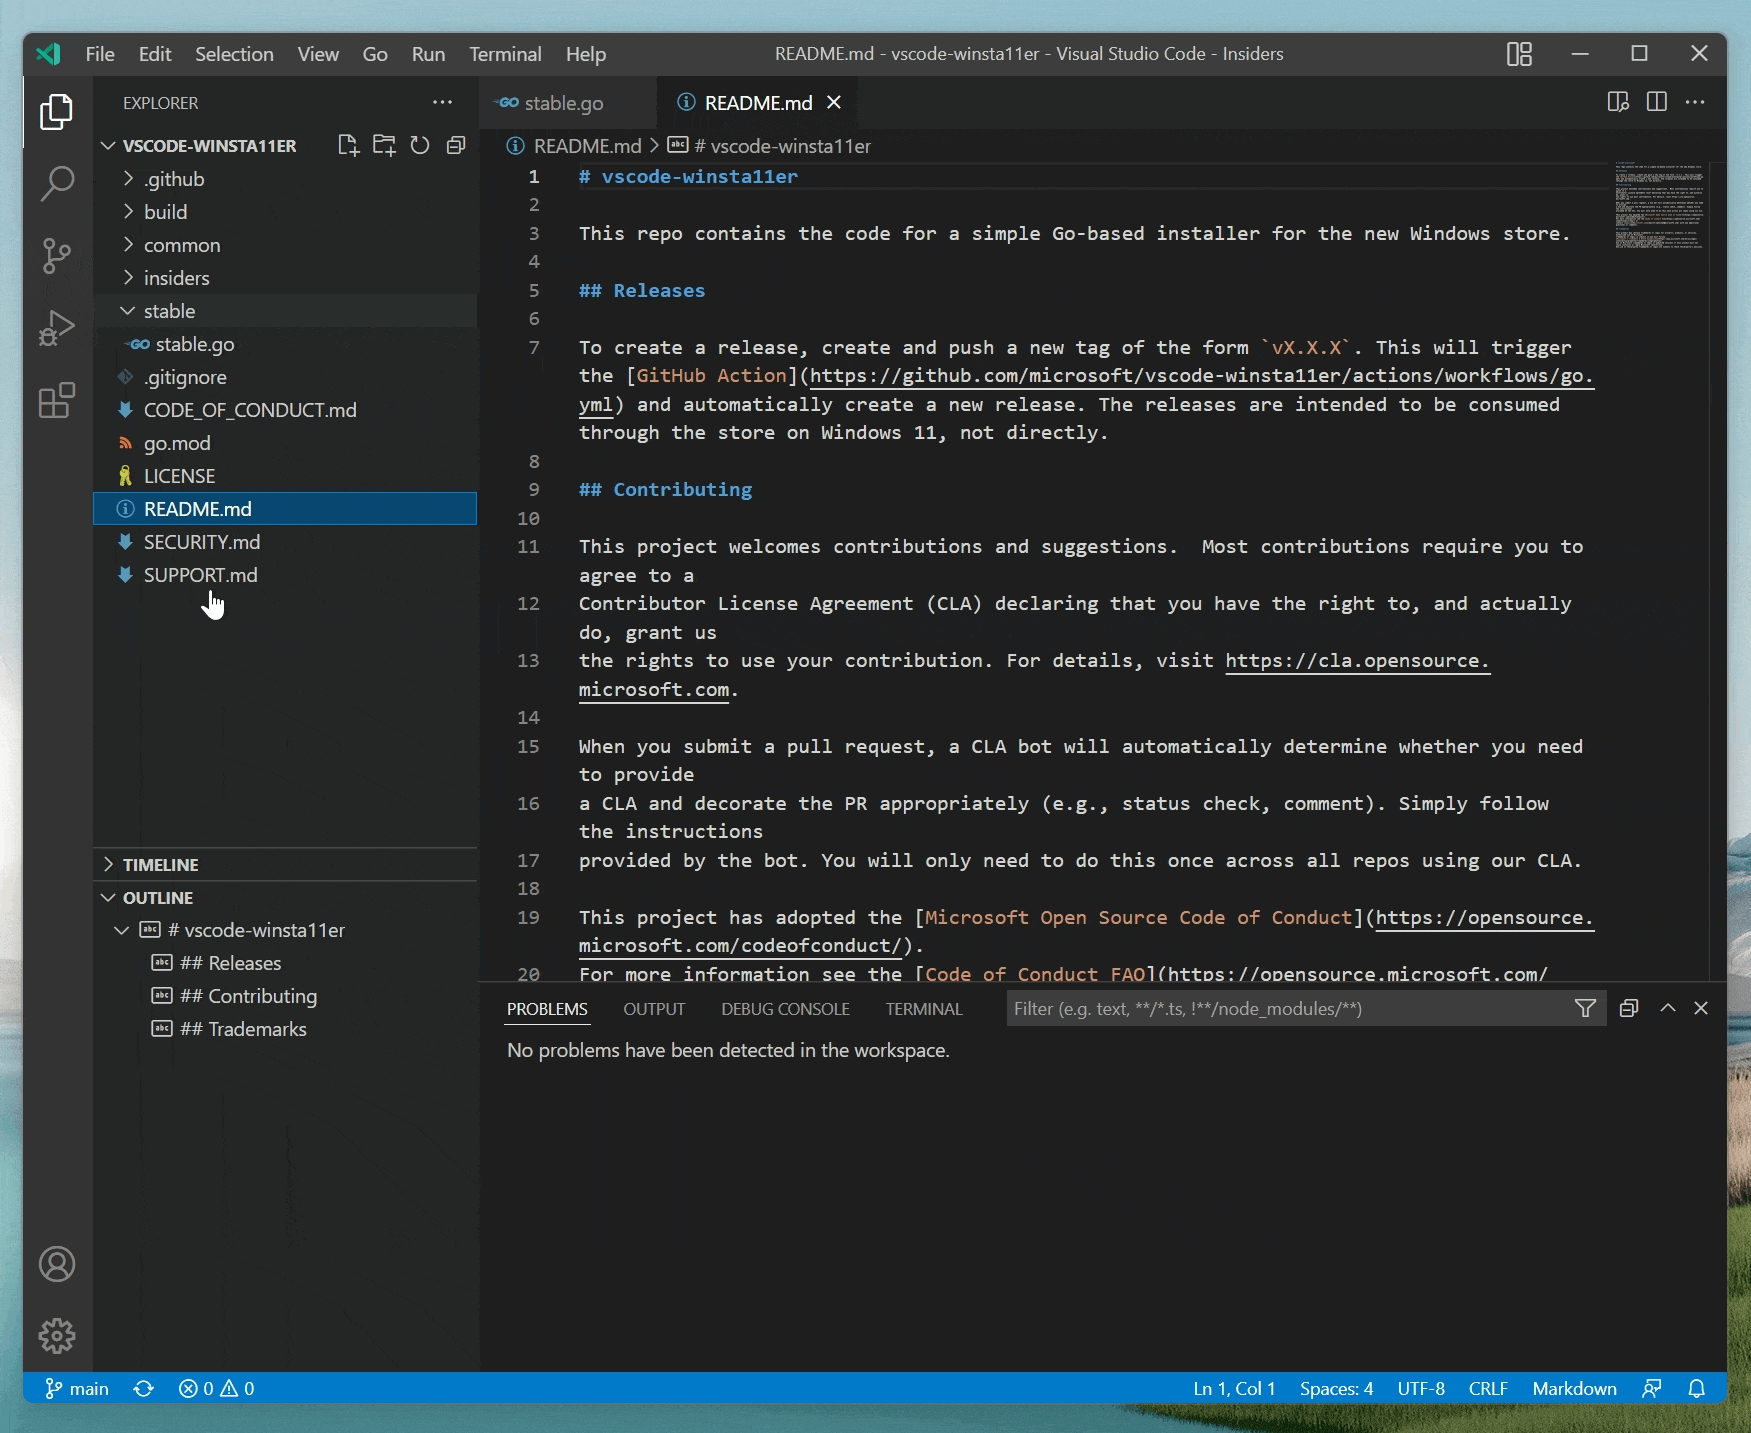 File Edit Selection View Go Run Terminal Help
README.md - vscode-winsta11er - Visual Studio Code - Insiders
EXPLORER
VSCODE-WINSTA11ER
.github
build
common
insiders
stable
GO stable.go
.gitignore
CODE_OF_CONDUCT.md
go.mod
LICENSE
README.md
SECURITY.md
SUPPORT.md
TIMELINE
OUTLINE
abc # vscode-winsta11er
abc ## Releases
abc ## Contributing
abc ## Trademarks
GO stable.go
README.md
README.md > abc # vscode-winsta11er
1 # vscode-winsta11er
2
3 This repo contains the code for a simple Go-based installer for the new Windows store.
4
5 ## Releases
6
7 To create a release, create and push a new tag of the form `vX.X.X`. This will trigger
the [GitHub Action](https://github.com/microsoft/vscode-winsta11er/actions/workflows/go.
yml) and automatically create a new release. The releases are intended to be consumed
through the store on Windows 11, not directly.
8
9 ## Contributing
10
11 This project welcomes contributions and suggestions.  Most contributions require you to
agree to a
12 Contributor License Agreement (CLA) declaring that you have the right to, and actually
do, grant us
13 the rights to use your contribution. For details, visit https://cla.opensource.
microsoft.com.
14
15 When you submit a pull request, a CLA bot will automatically determine whether you need
to provide
16 a CLA and decorate the PR appropriately (e.g., status check, comment). Simply follow
the instructions
17 provided by the bot. You will only need to do this once across all repos using our CLA.
18
19 This project has adopted the [Microsoft Open Source Code of Conduct](https://opensource.
microsoft.com/codeofconduct/).
20 For more information see the [Code of Conduct FAQ](https://opensource.microsoft.com/
PROBLEMS OUTPUT DEBUG CONSOLE TERMINAL
Filter (e.g. text, **/*.ts, !**/node_modules/**)
No problems have been detected in the workspace.
main 0 0
Ln 1, Col 1 Spaces: 4 UTF-8 CRLF Markdown